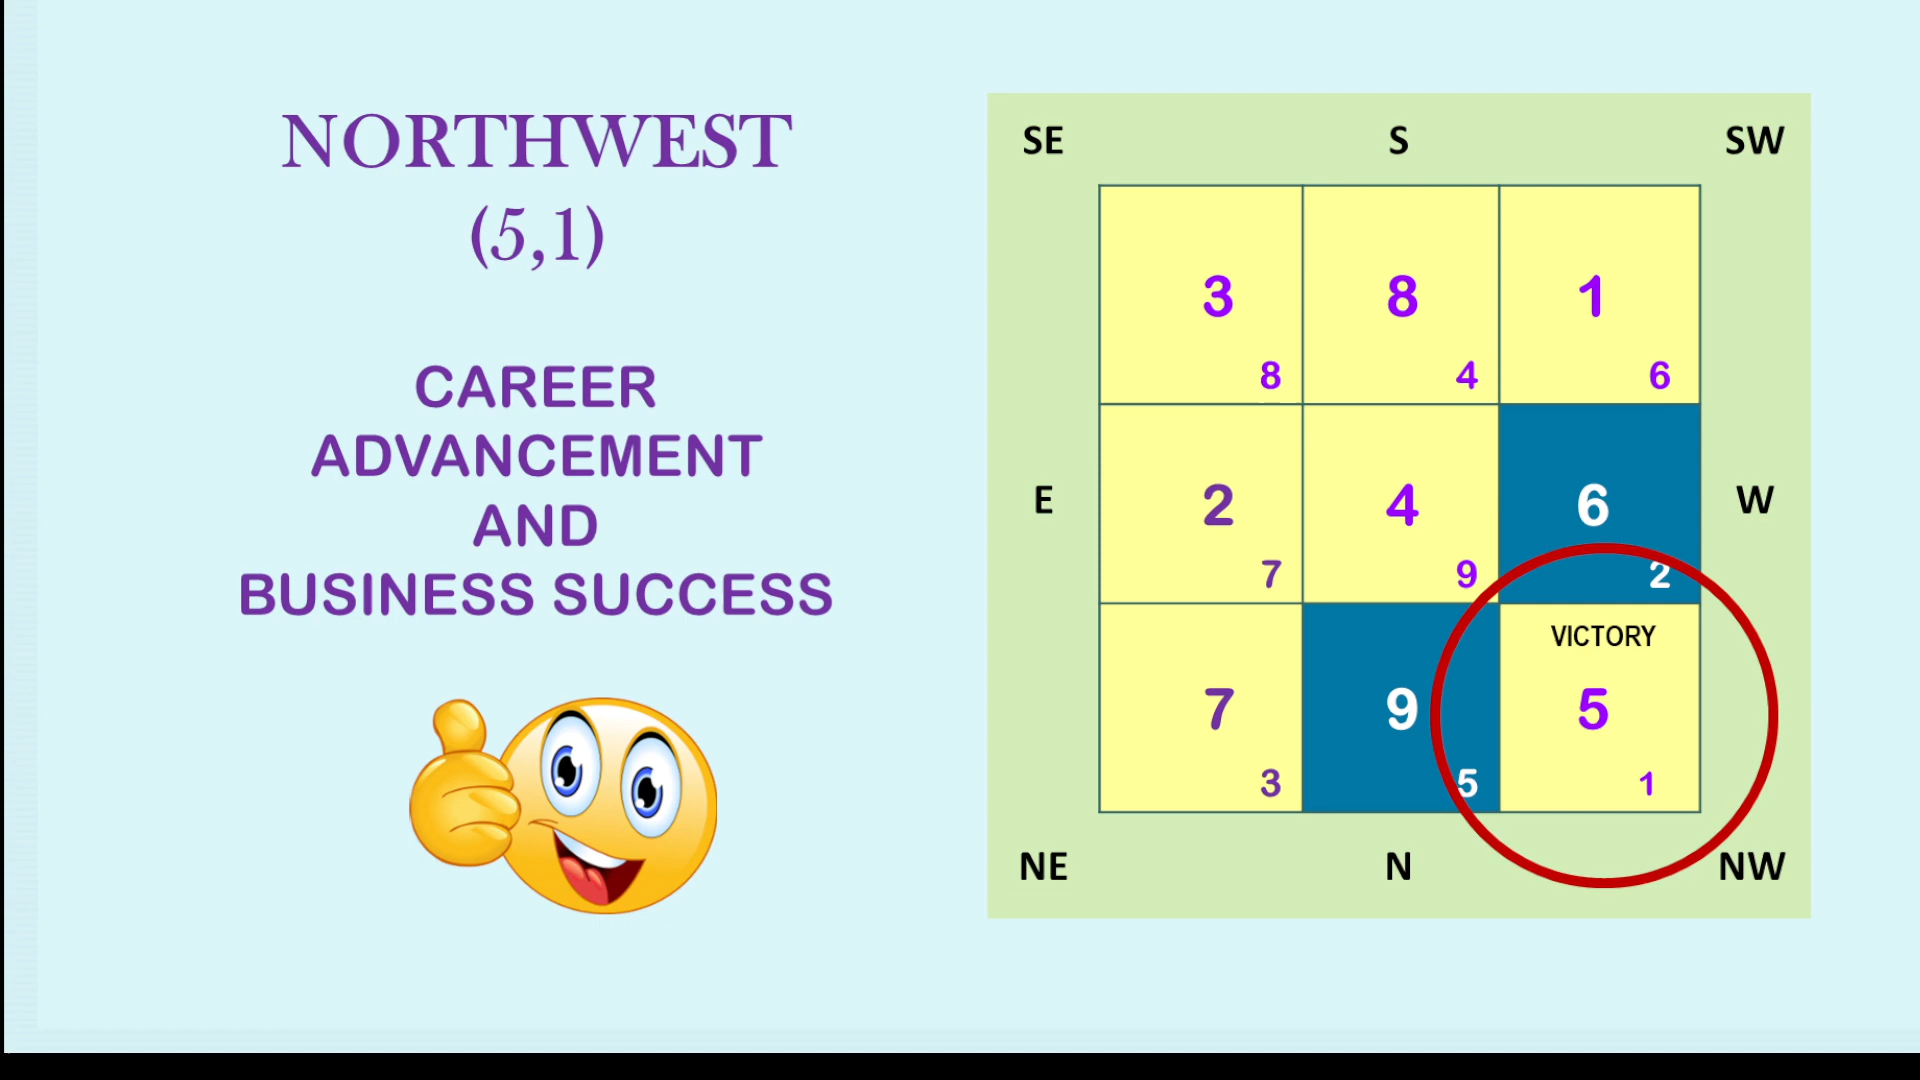 NORTHWEST
(5,1)
CAREER
ADVANCEMENT
AND
BUSINESS SUCCESS
SE S SW
3 8 1
8 4 6
E 2 4 6 W
7 9 2
VICTORY
7 9 5
3 5 1
NE N NW